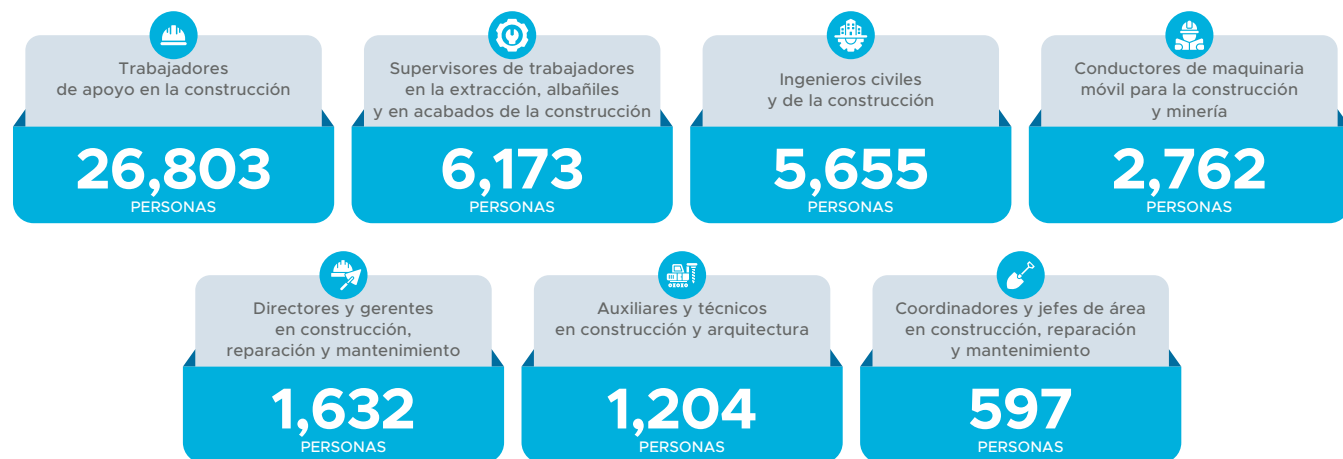 Trabajadores
de apoyo en la construcción
26,803
PERSONAS
Supervisores de trabajadores
en la extracción, albañiles
y en acabados de la construcción
6,173
PERSONAS
Ingenieros civiles
y de la construcción
5,655
PERSONAS
Conductores de maquinaria
móvil para la construcción
y minería
2,762
PERSONAS
Directores y gerentes
en construcción,
reparación y mantenimiento
1,632
PERSONAS
Auxiliares y técnicos
en construcción y arquitectura
1,204
PERSONAS
Coordinadores y jefes de área
en construcción, reparación
y mantenimiento
597
PERSONAS